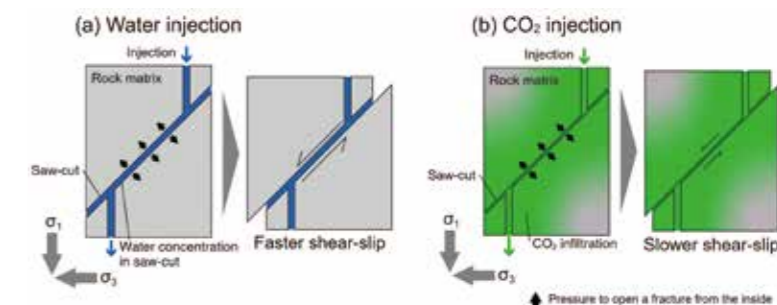 (a) Water injection
Injection
Rock matrix
Saw-cut
σ1
σ3
Water concentration
in saw-cut
Faster shear-slip
(b) CO₂ injection
Injection
Rock matrix
Saw-cut
σ1
σ3
CO₂ infiltration
Slower shear-slip
Pressure to open a fracture from the inside